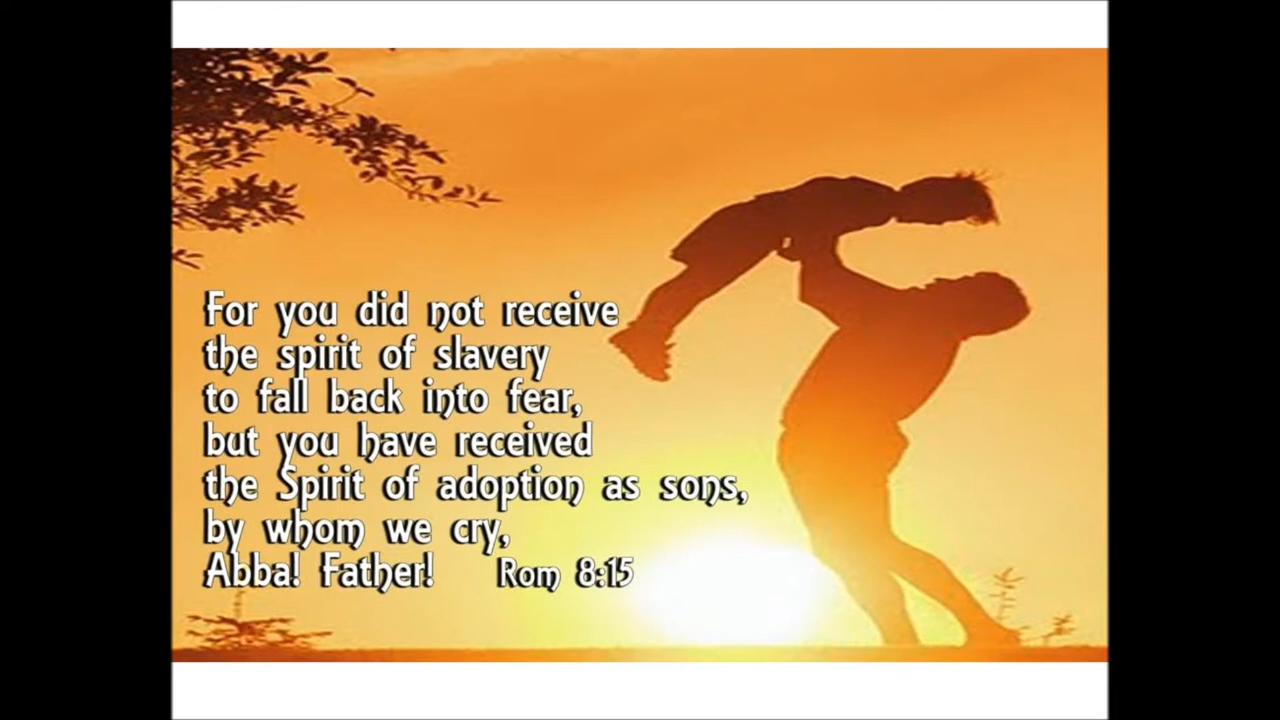 For you did not receive
the spirit of slavery
to fall back into fear,
but you have received
the Spirit of adoption as sons,
by whom we cry,
Abba! Father! Rom 8:15